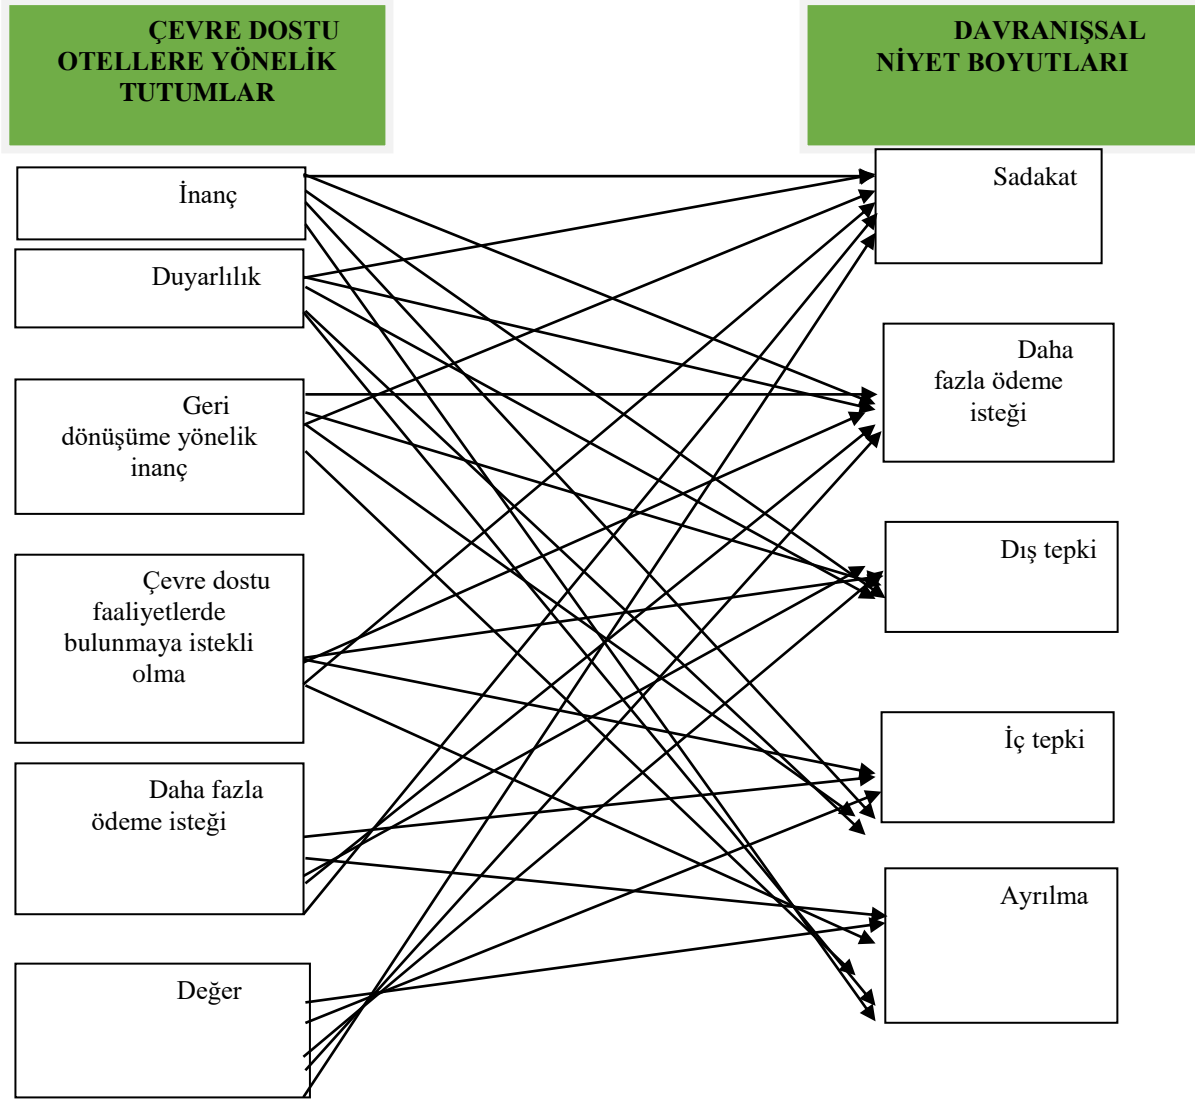 ÇEVRE DOSTU
OTELLERE YÖNELİK
TUTUMLAR
DAVRANIŞSAL
NİYET BOYUTLARI
İnanç
Duyarlılık
Geri
dönüşüme yönelik
inanç
Çevre dostu
faaliyetlerde
bulunmaya istekli
olma
Daha fazla
ödeme isteği
Değer
Sadakat
Daha
fazla ödeme
isteği
Dış tepki
İç tepki
Ayrılma